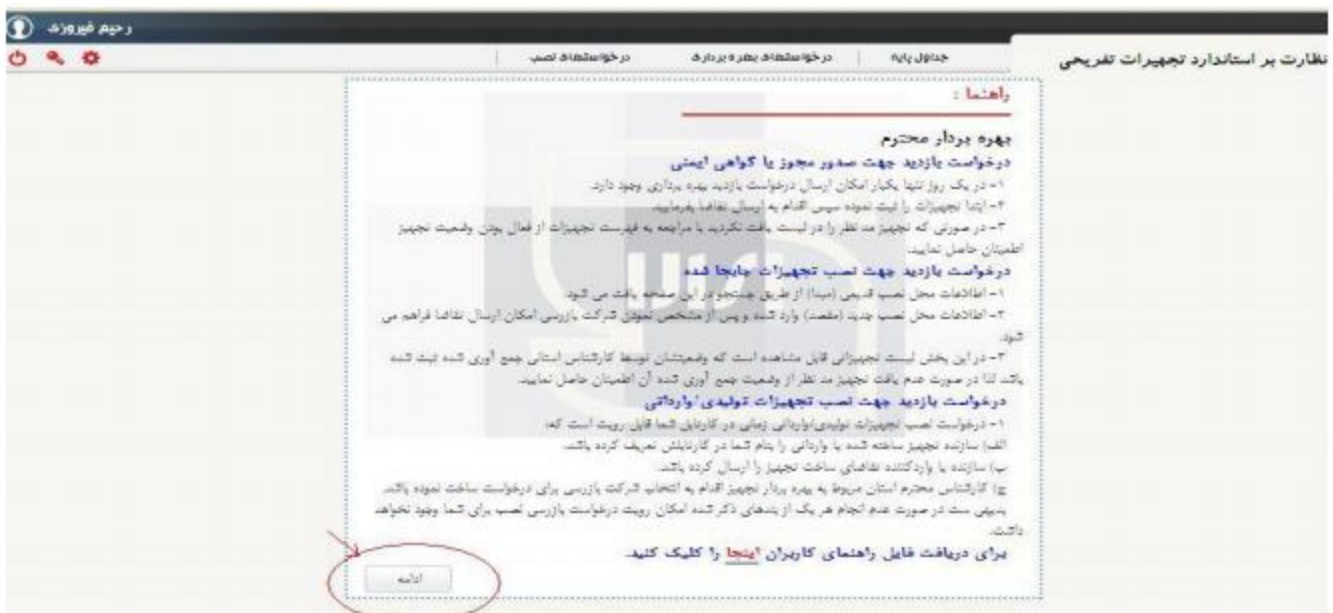 رحیم فیروزی
نظارت بر استاندارد تجهیزات تفریحی
جداول پایه
درخواستهای بهره برداری
درخواستهای نصب
راهنما :
بهره بردار محترم
درخواست بازدید جهت صدور مجوز یا گواهی ایمنی
۱- در یک روز تنها یکبار امکان ارسال درخواست بازدید بهره برداری وجود دارد.
۲- ابتدا تجهیزات را ثبت نموده سپس اقدام به ارسال تقاضا بفرمایید.
۳- در صورتی که تجهیز مد نظر را در لیست یافت نکردید با مراجعه به فهرست تجهیزات از فعال بودن وضعیت تجهیز
اطمینان حاصل نمایید.
درخواست بازدید جهت نصب تجهیزات جابجا شده
۱- اطلاعات محل نصب قدیمی (مبدا) از طریق جستجو در این صفحه یافت می شود.
۲- اطلاعات محل نصب جدید (مقصد) وارد شده و پس از مشخص نمودن شرکت بازرسی امکان ارسال تقاضا فراهم می
شود.
۳- در این بخش لیست تجهیزاتی قابل مشاهده است که وضعیتشان توسط کارشناس استانی جمع آوری شده ثبت شده
باشد لذا در صورت عدم یافت تجهیز مد نظر از وضعیت جمع آوری شده آن اطمینان حاصل نمایید.
درخواست بازدید جهت نصب تجهیزات تولیدی/وارداتی
۱- درخواست نصب تجهیزات تولیدی/وارداتی زمانی در کارتابل شما قابل رویت است که:
الف) سازنده تجهیز ساخته شده یا وارداتی را بنام شما در کارتابلش تعریف کرده باشد.
ب) سازنده یا واردکننده تقاضای ساخت تجهیز را ارسال کرده باشد.
ج) کارشناس محترم استان مربوط به بهره بردار تجهیز اقدام به انتخاب شرکت بازرسی برای درخواست ساخت نموده باشد.
بدیهی ست در صورت عدم انجام هر یک از بندهای ذکر شده امکان رویت درخواست بازرسی نصب برای شما وجود نخواهد
داشت.
برای دریافت فایل راهنمای کاربران اینجا را کلیک کنید.
ادامه